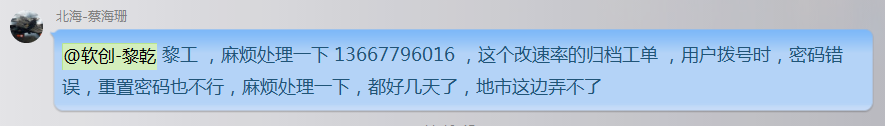 北海-蔡海珊
@软创-黎乾 黎工 ，麻烦处理一下 13667796016 ，这个改速率的归档工单 ，用户拨号时，密码错
误，重置密码也不行，麻烦处理一下，都好几天了，地市这边弄不了